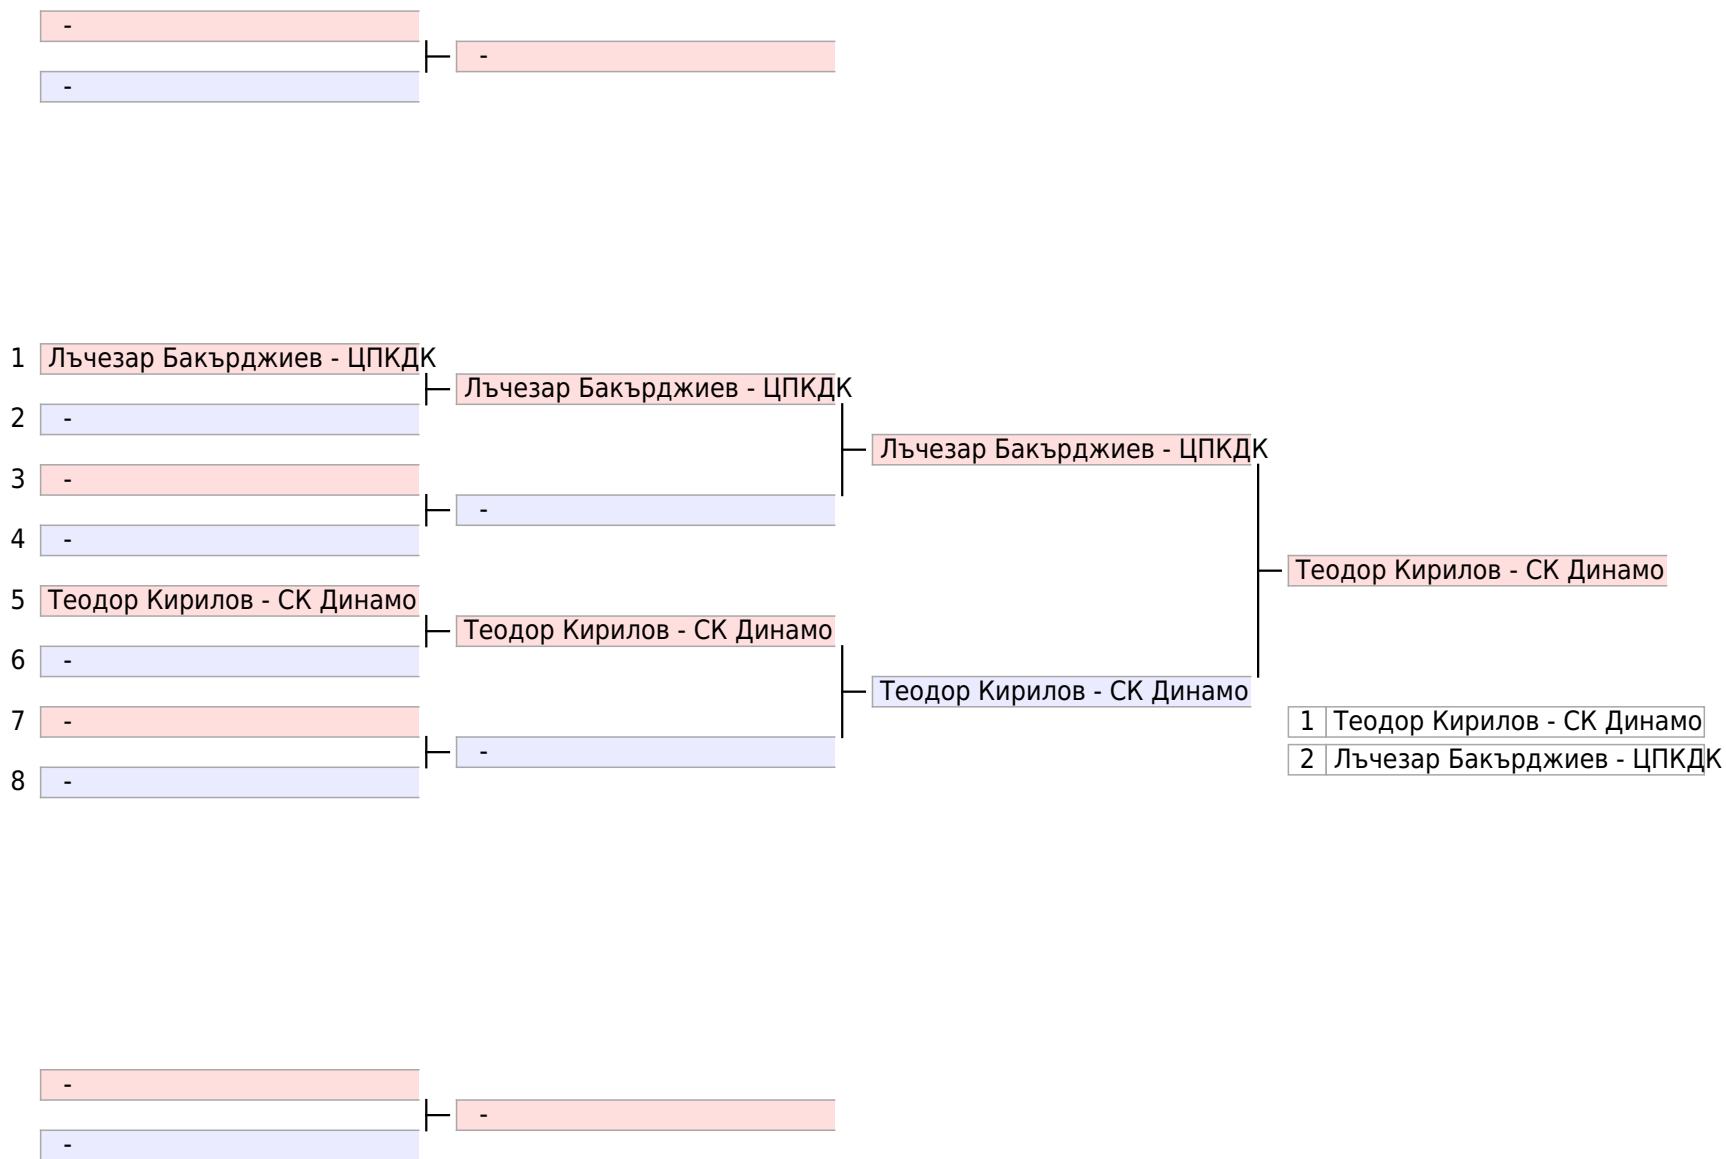 -
-
-
1 Лъчезар Бакърджиев - ЦПКДК
Лъчезар Бакърджиев - ЦПКДК
2 -
Лъчезар Бакърджиев - ЦПКДК
3 -
-
4 -
Теодор Кирилов - СК Динамо
5 Теодор Кирилов - СК Динамо
Теодор Кирилов - СК Динамо
6 -
Теодор Кирилов - СК Динамо
7 -
1 Теодор Кирилов - СК Динамо
-
2 Лъчезар Бакърджиев - ЦПКДК
8 -
-
-
-